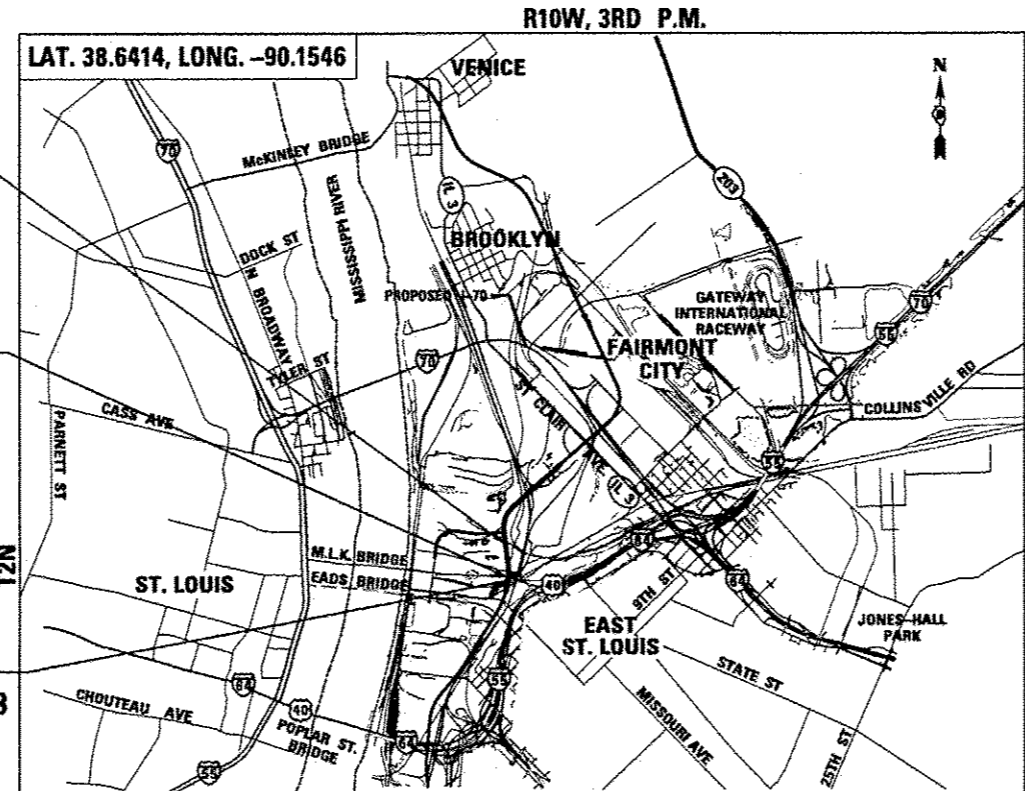 R10W, 3RD P.M.
LAT. 38.6414, LONG. -90.1546
VENICE
N
70
McKINLEY BRIDGE
203
MISSISSIPPI RIVER
IL 3
DOCK ST
BROOKLYN
N BROADWAY
PROPOSED I-70
GATEWAY
INTERNATIONAL
RACEWAY
70
55
TYLER ST
70
FAIRMONT
CITY
ST CLAIR AVE
COLLINSVILLE RD
CASS AVE
PARNETT ST
55
IL 3
T2N
M.L.K. BRIDGE
64
ST. LOUIS
EADS BRIDGE
40
64
9TH ST
EAST
ST. LOUIS
JONES-HALL
PARK
STATE ST
64
55
MISSOURI AVE
CHOUTEAU AVE
40
POPLAR ST.
BRIDGE
64
55
25TH ST